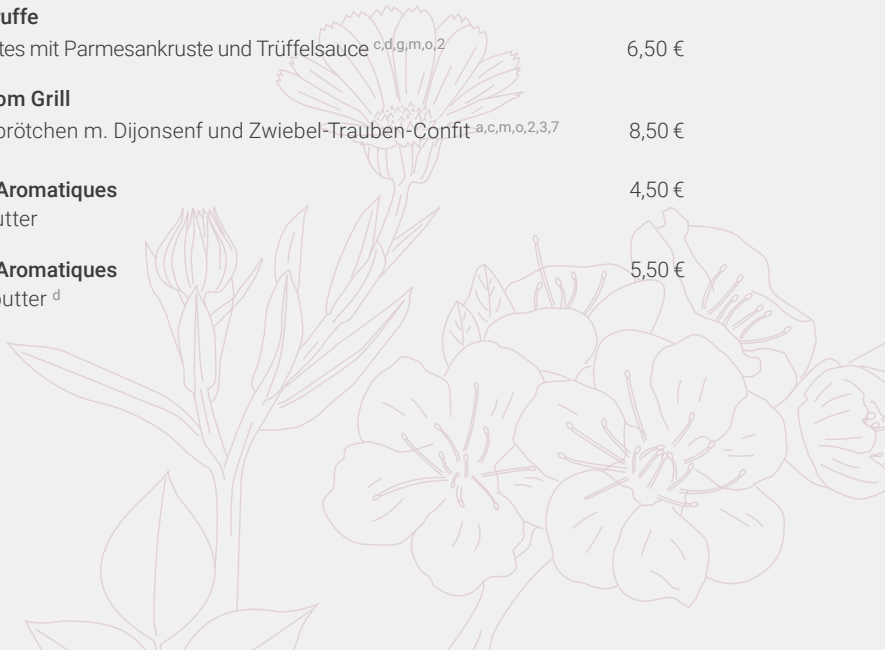 uffe
tes mit Parmesankruste und Trüffelsauce c,d,g,m,o,2 6,50 €
om Grill
brötchen m. Dijonsenf und Zwiebel-Trauben-Confit a,c,m,o,2,3,7 8,50 €
Aromatiques 4,50 €
utter
Aromatiques 5,50 €
butter d